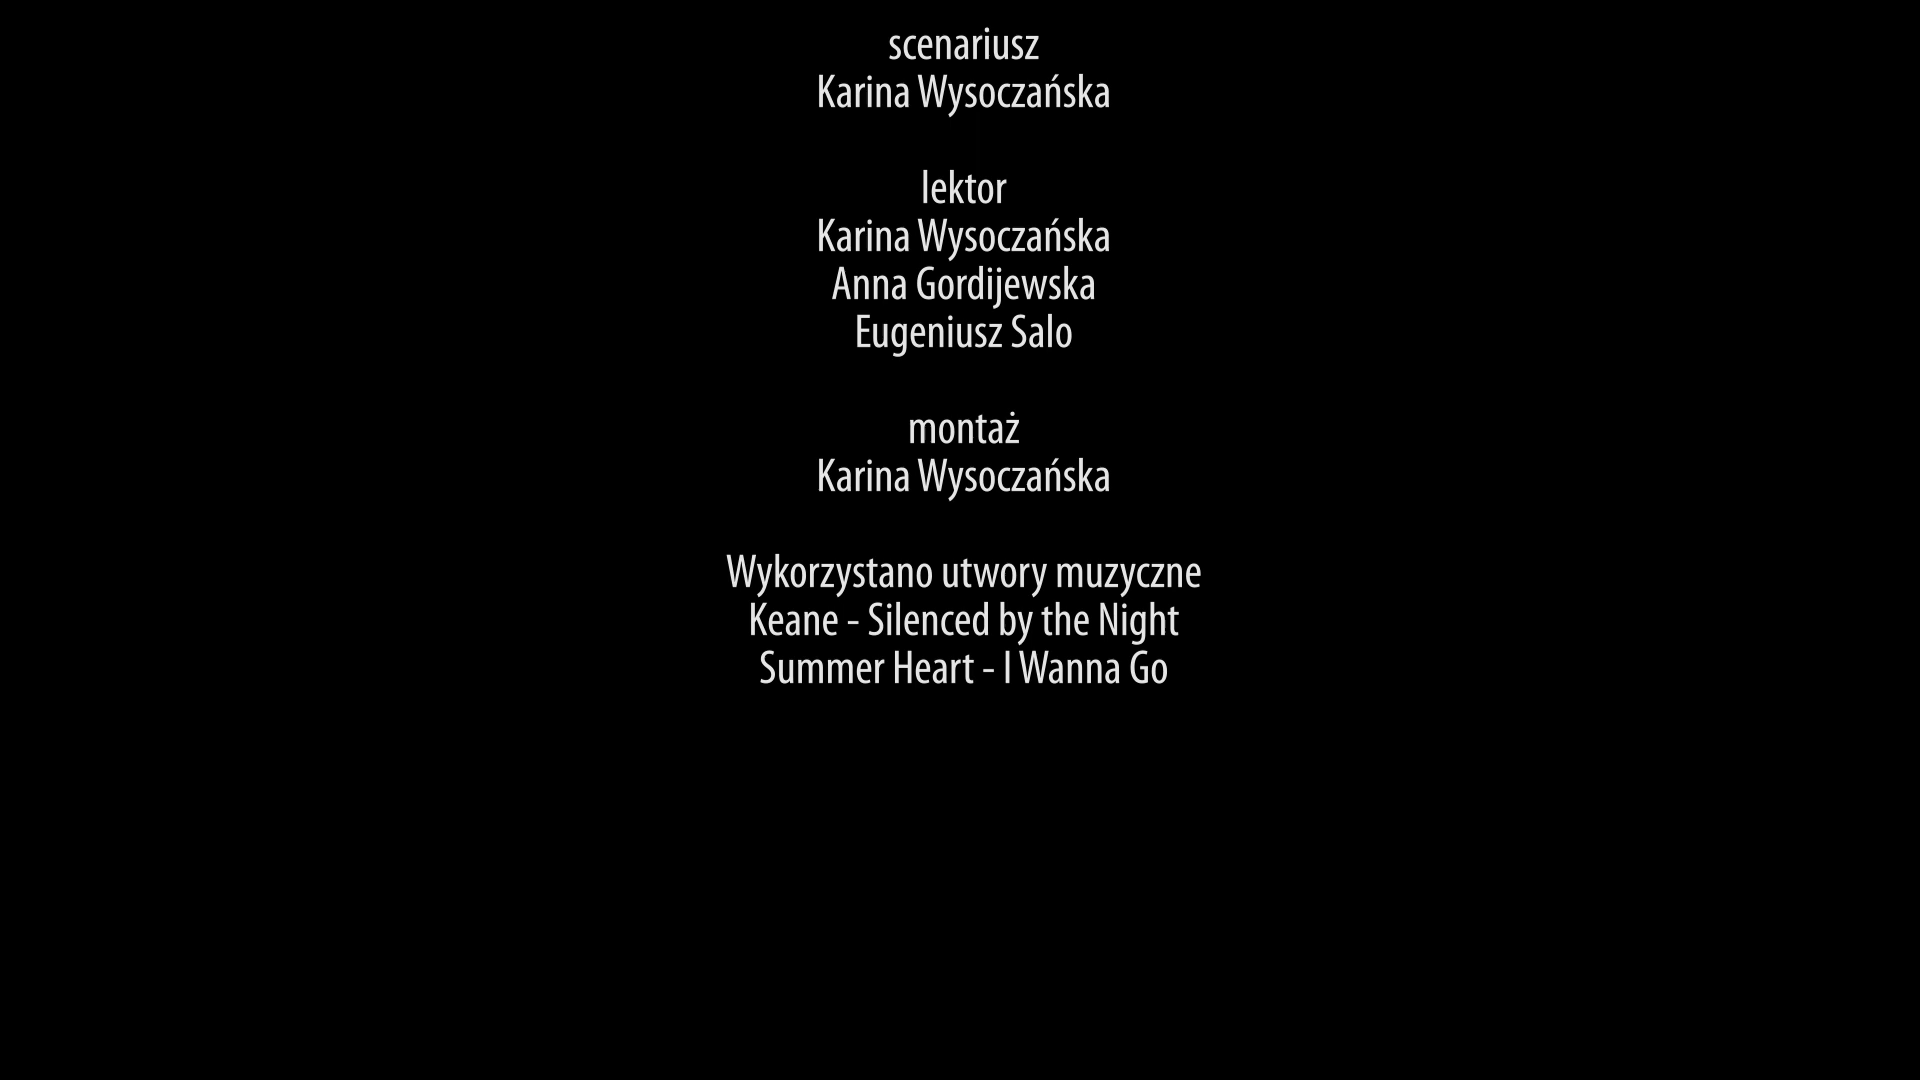 scenariusz
Karina Wysoczańska
lektor
Karina Wysoczańska
Anna Gordijewska
Eugeniusz Salo
montaż
Karina Wysoczańska
Wykorzystano utwory muzyczne
Keane - Silenced by the Night
Summer Heart - I Wanna Go